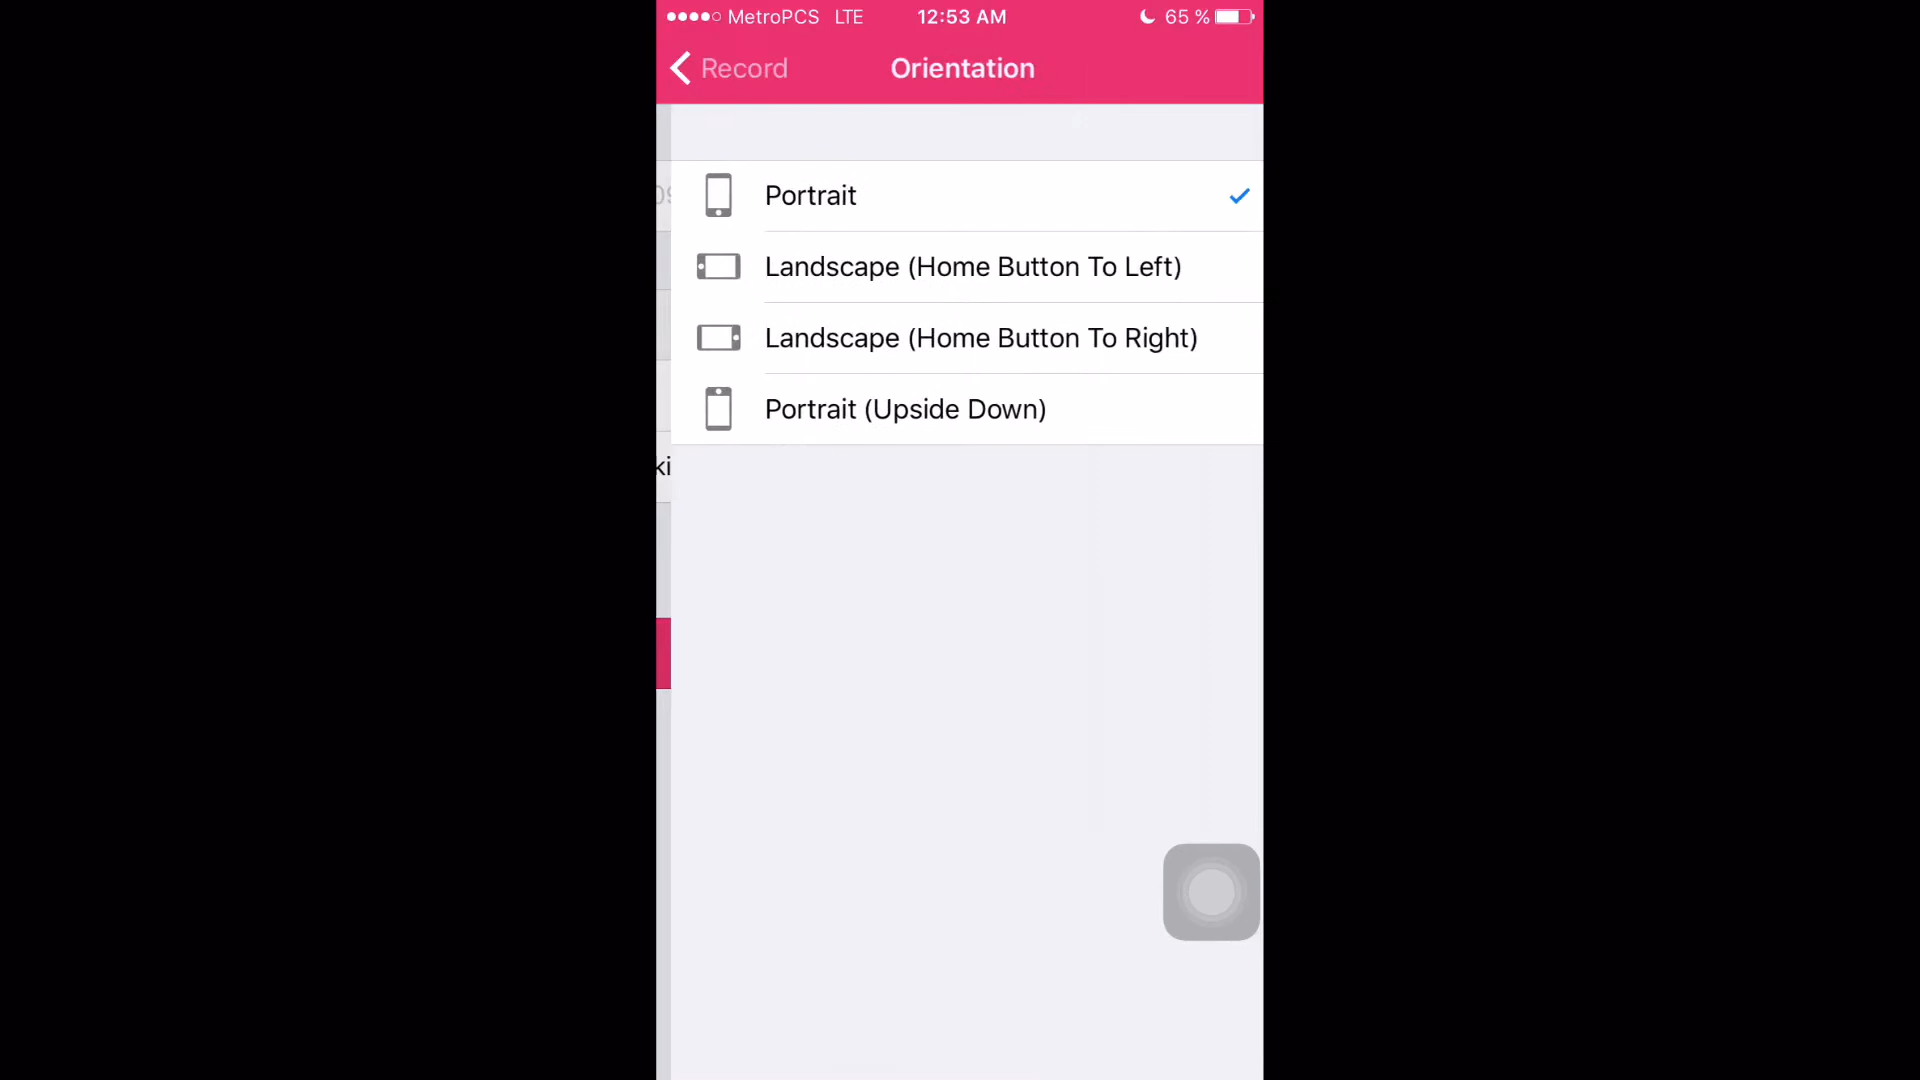 MetroPCS LTE 12:53 AM 65 %
Record Orientation
Portrait
Landscape (Home Button To Left)
Landscape (Home Button To Right)
Portrait (Upside Down)
ki